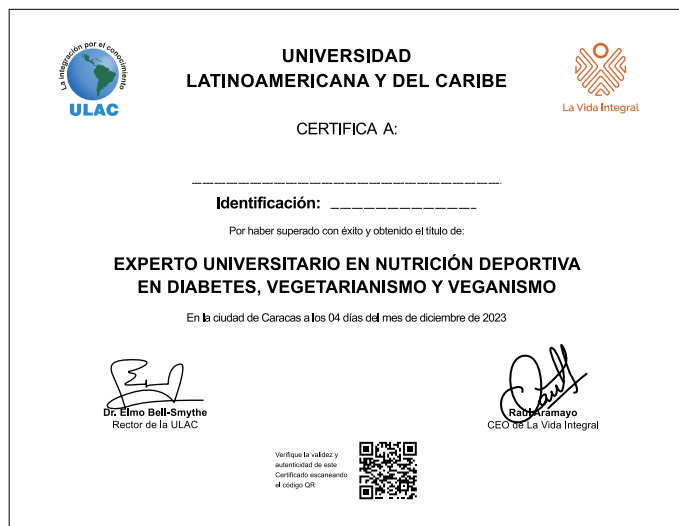 La integración por el conocimiento
ULAC
UNIVERSIDAD
LATINOAMERICANA Y DEL CARIBE
La Vida Integral
CERTIFICA A:
Identificación:
Por haber superado con éxito y obtenido el título de:
EXPERTO UNIVERSITARIO EN NUTRICIÓN DEPORTIVA
EN DIABETES, VEGETARIANISMO Y VEGANISMO
En la ciudad de Caracas a los 04 días del mes de diciembre de 2023
Dr. Elmo Bell-Smythe
Rector de la ULAC
Raul Aramayo
CEO de La Vida Integral
Verifique la validez y
autenticidad de este
Certificado escaneando
el código QR